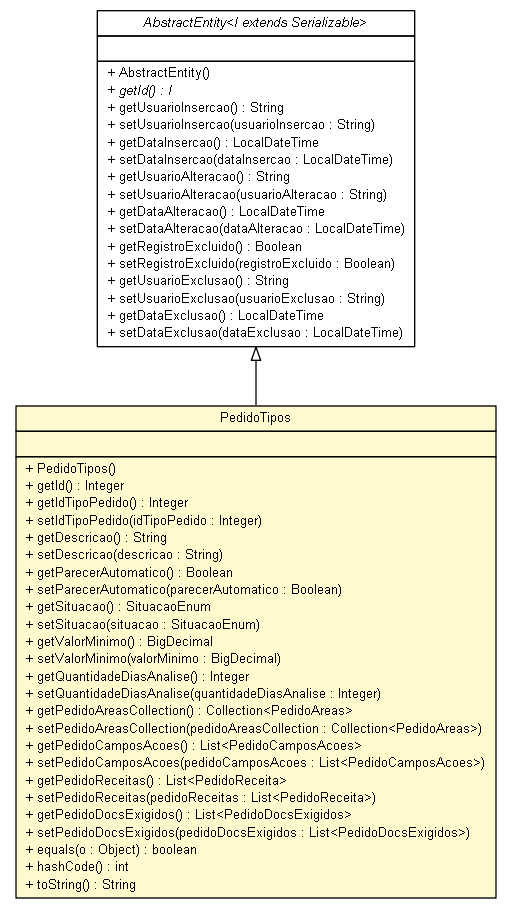 AbstractEntity<I extends Serializable>
+ AbstractEntity()
+ getId() : I
+ getUsuarioInsercao() : String
+ setUsuarioInsercao(usuarioInsercao : String)
+ getDataInsercao() : LocalDateTime
+ setDataInsercao(dataInsercao : LocalDateTime)
+ getUsuarioAlteracao() : String
+ setUsuarioAlteracao(usuarioAlteracao : String)
+ getDataAlteracao() : LocalDateTime
+ setDataAlteracao(dataAlteracao : LocalDateTime)
+ getRegistroExcluido() : Boolean
+ setRegistroExcluido(registroExcluido : Boolean)
+ getUsuarioExclusao() : String
+ setUsuarioExclusao(usuarioExclusao : String)
+ getDataExclusao() : LocalDateTime
+ setDataExclusao(dataExclusao : LocalDateTime)
PedidoTipos
+ PedidoTipos()
+ getId() : Integer
+ getIdTipoPedido() : Integer
+ setIdTipoPedido(idTipoPedido : Integer)
+ getDescricao() : String
+ setDescricao(descricao : String)
+ getParecerAutomatico() : Boolean
+ setParecerAutomatico(parecerAutomatico : Boolean)
+ getSituacao() : SituacaoEnum
+ setSituacao(situacao : SituacaoEnum)
+ getValorMinimo() : BigDecimal
+ setValorMinimo(valorMinimo : BigDecimal)
+ getQuantidadeDiasAnalise() : Integer
+ setQuantidadeDiasAnalise(quantidadeDiasAnalise : Integer)
+ getPedidoAreasCollection() : Collection<PedidoAreas>
+ setPedidoAreasCollection(pedidoAreasCollection : Collection<PedidoAreas>)
+ getPedidoCamposAcoes() : List<PedidoCamposAcoes>
+ setPedidoCamposAcoes(pedidoCamposAcoes : List<PedidoCamposAcoes>)
+ getPedidoReceitas() : List<PedidoReceita>
+ setPedidoReceitas(pedidoReceitas : List<PedidoReceita>)
+ getPedidoDocsExigidos() : List<PedidoDocsExigidos>
+ setPedidoDocsExigidos(pedidoDocsExigidos : List<PedidoDocsExigidos>)
+ equals(o : Object) : boolean
+ hashCode() : int
+ toString() : String